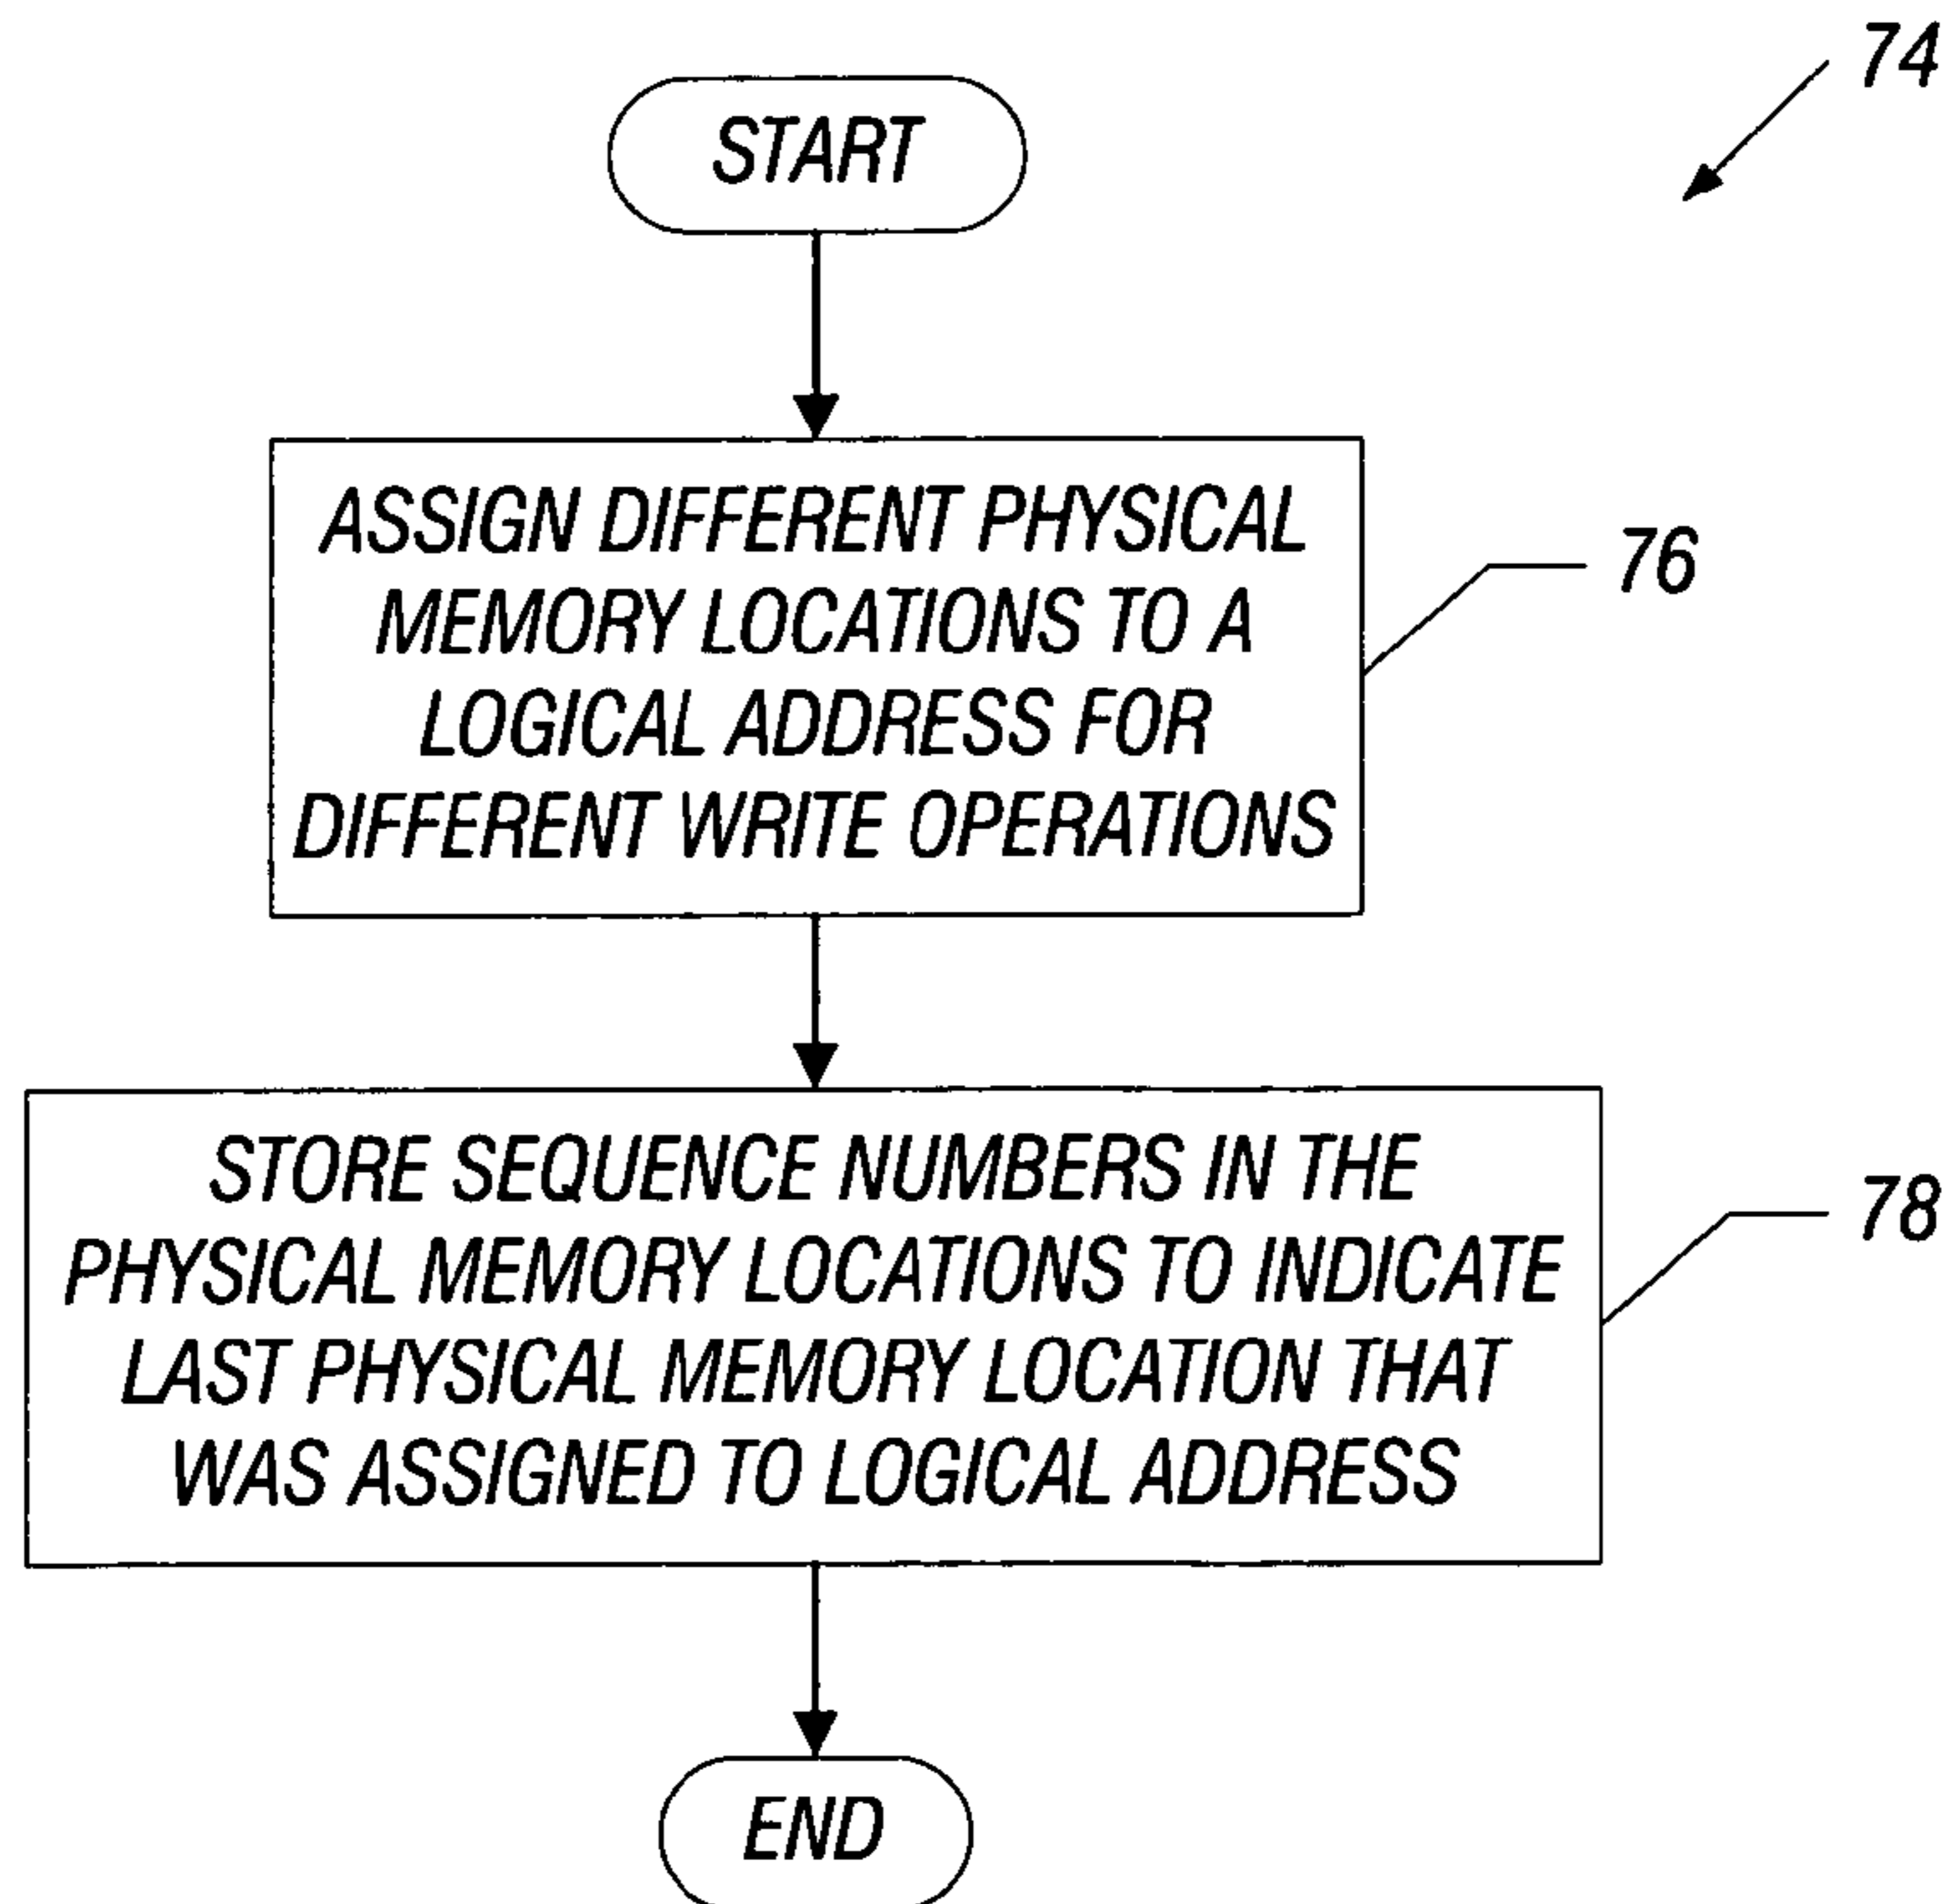 74
START
ASSIGN DIFFERENT PHYSICAL
MEMORY LOCATIONS TO A
LOGICAL ADDRESS FOR
DIFFERENT WRITE OPERATIONS
76
STORE SEQUENCE NUMBERS IN THE
PHYSICAL MEMORY LOCATIONS TO INDICATE
LAST PHYSICAL MEMORY LOCATION THAT
WAS ASSIGNED TO LOGICAL ADDRESS
78
END